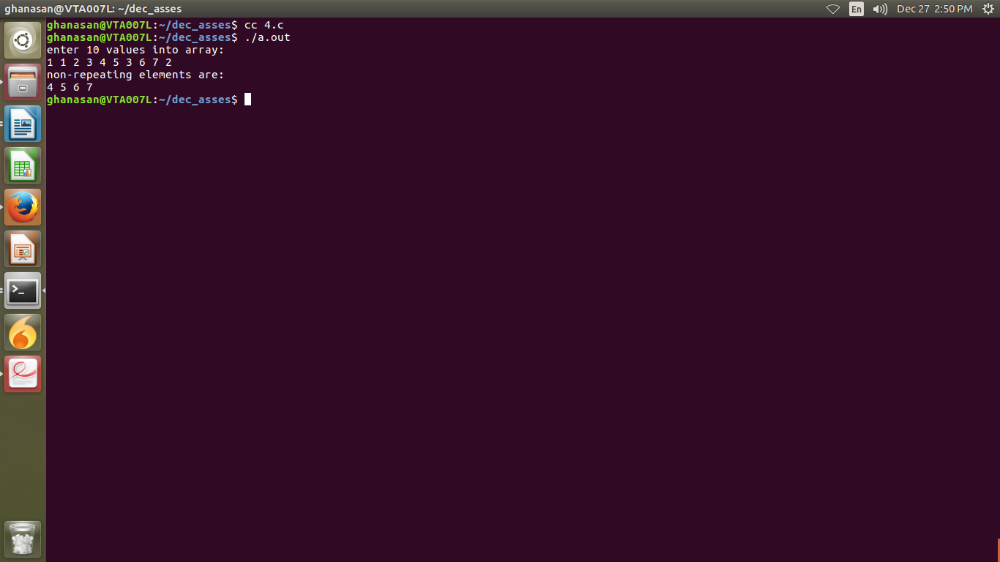 ghanasan@VTA007L: ~/dec_asses
En
Dec 27 2:50 PM
ghanasan@VTA007L:~/dec_asses$ cc 4.c
ghanasan@VTA007L:~/dec_asses$ ./a.out
enter 10 values into array:
1 1 2 3 4 5 3 6 7 2
non-repeating elements are:
4 5 6 7
ghanasan@VTA007L:~/dec_asses$